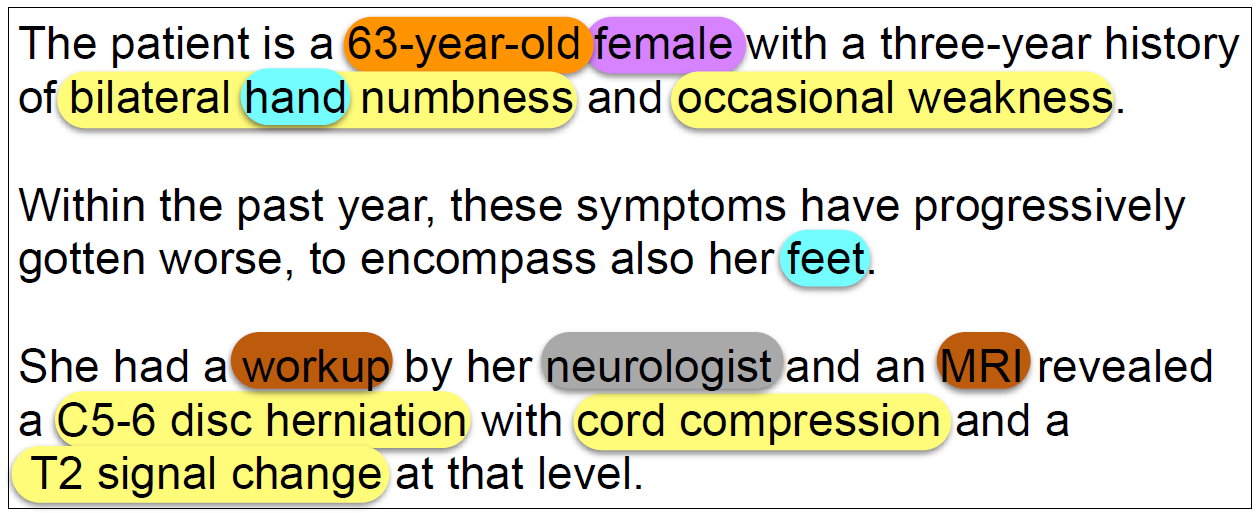 The patient is a 63-year-old female with a three-year history
of bilateral hand numbness and occasional weakness.
Within the past year, these symptoms have progressively
gotten worse, to encompass also her feet.
She had a workup by her neurologist and an MRI revealed
a C5-6 disc herniation with cord compression and a
T2 signal change at that level.